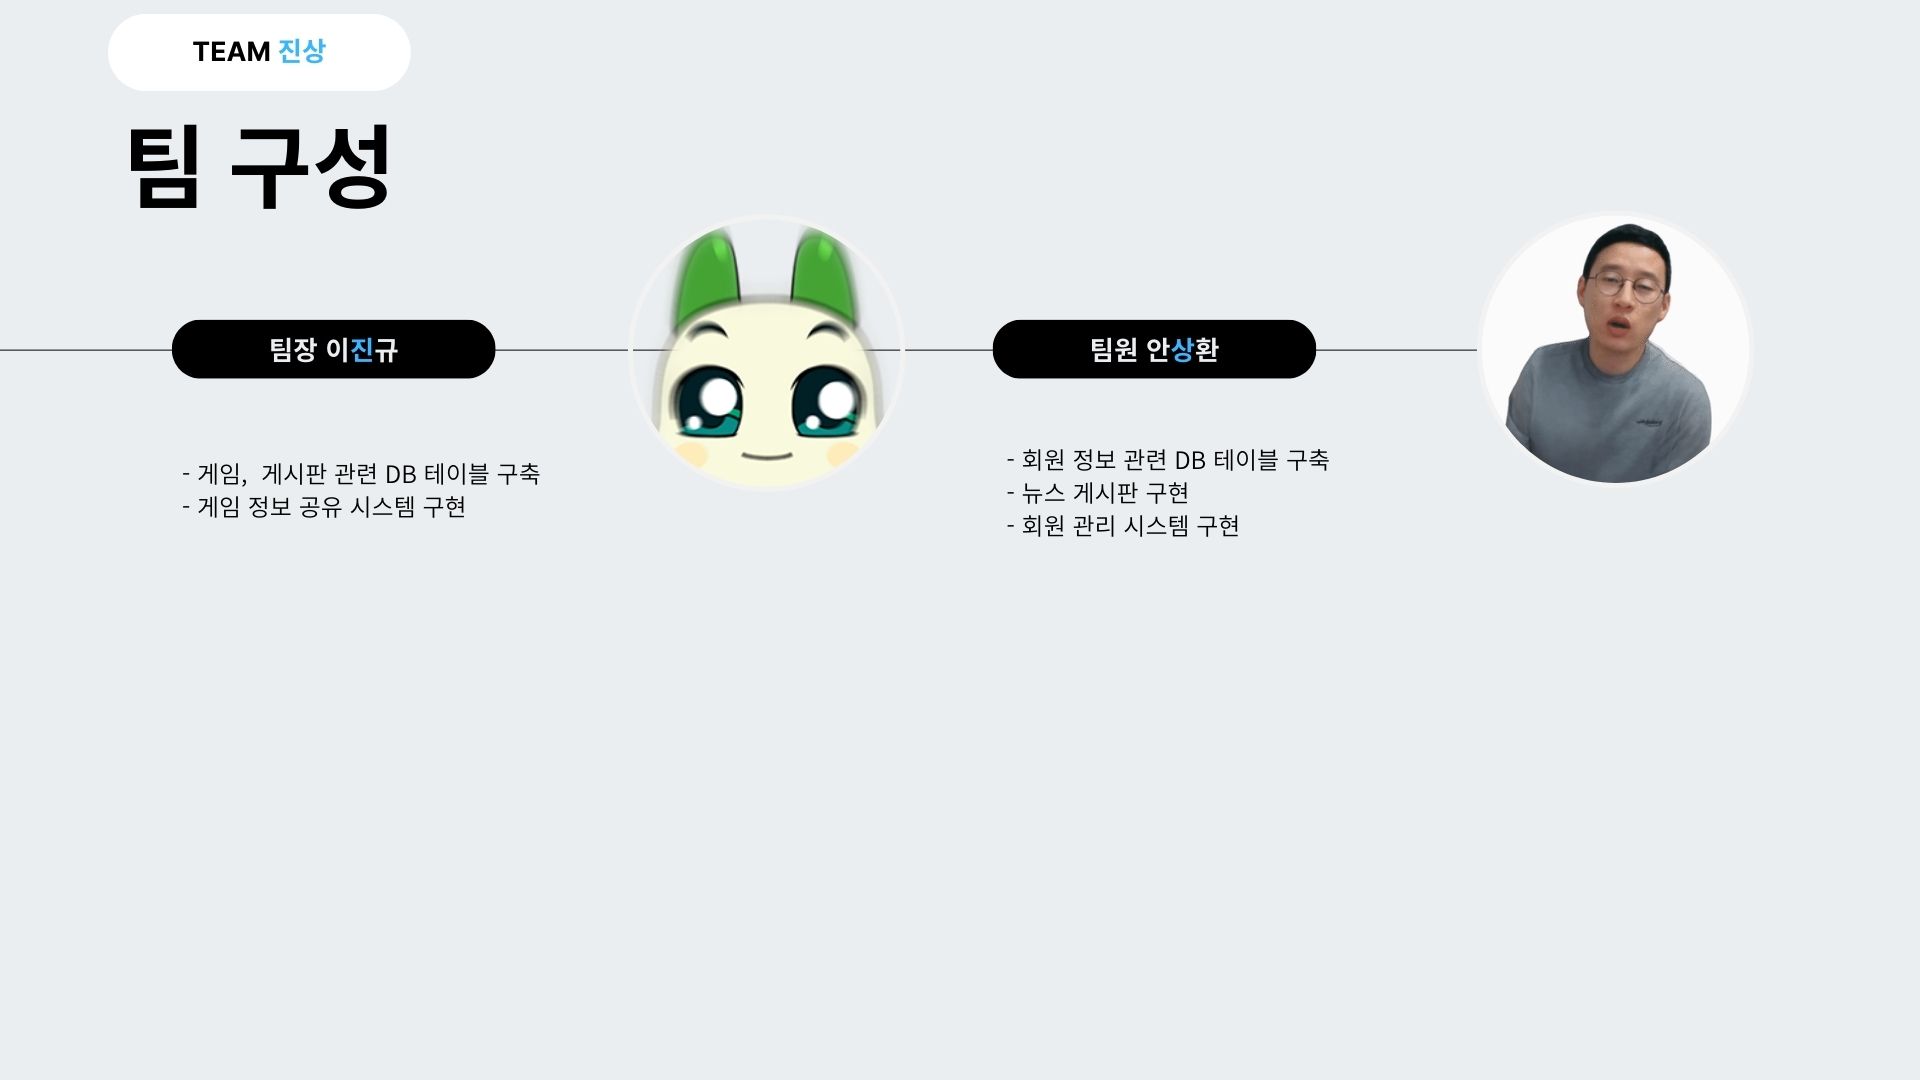 TEAM 진상
팀 구성
팀장 이진규
- 게임,  게시판 관련 DB 테이블 구축
- 게임 정보 공유 시스템 구현
팀원 안상환
- 회원 정보 관련 DB 테이블 구축
- 뉴스 게시판 구현
- 회원 관리 시스템 구현